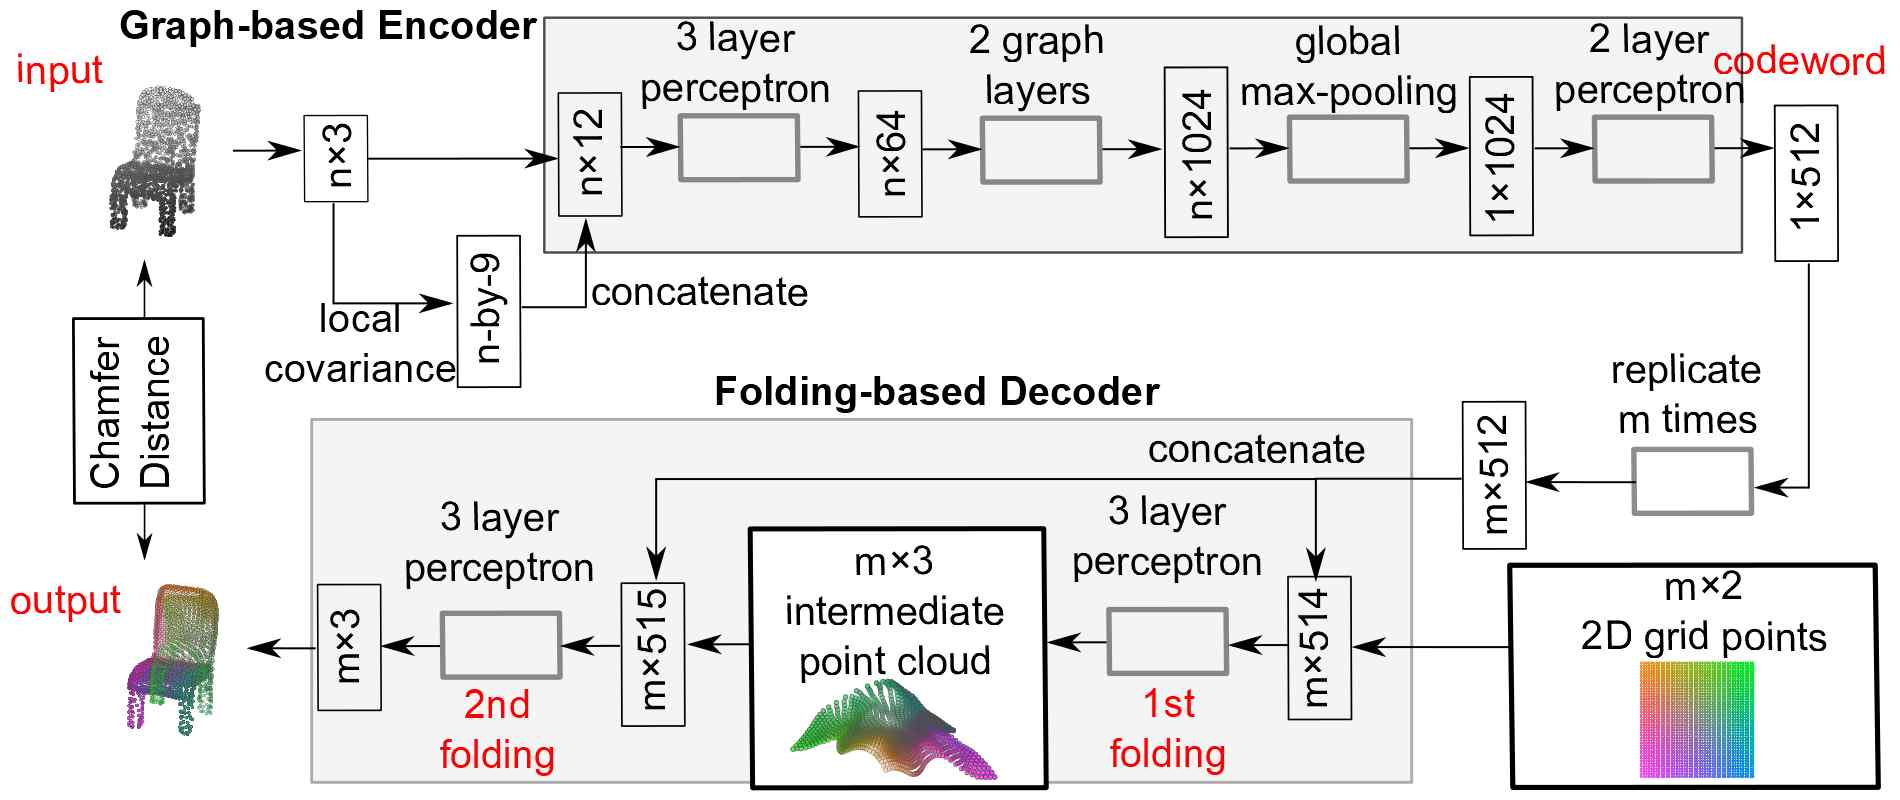 Graph-based Encoder
input
n×3
local
covariance
n-by-9
concatenate
n×12
3 layer
perceptron
n×64
2 graph
layers
n×1024
global
max-pooling
1×1024
2 layer
perceptron
codeword
1×512
replicate
m times
m×512
Folding-based Decoder
concatenate
m×2
2D grid points
m×514
3 layer
perceptron
1st
folding
m×3
intermediate
point cloud
m×515
3 layer
perceptron
2nd
folding
m×3
output
Chamfer
Distance